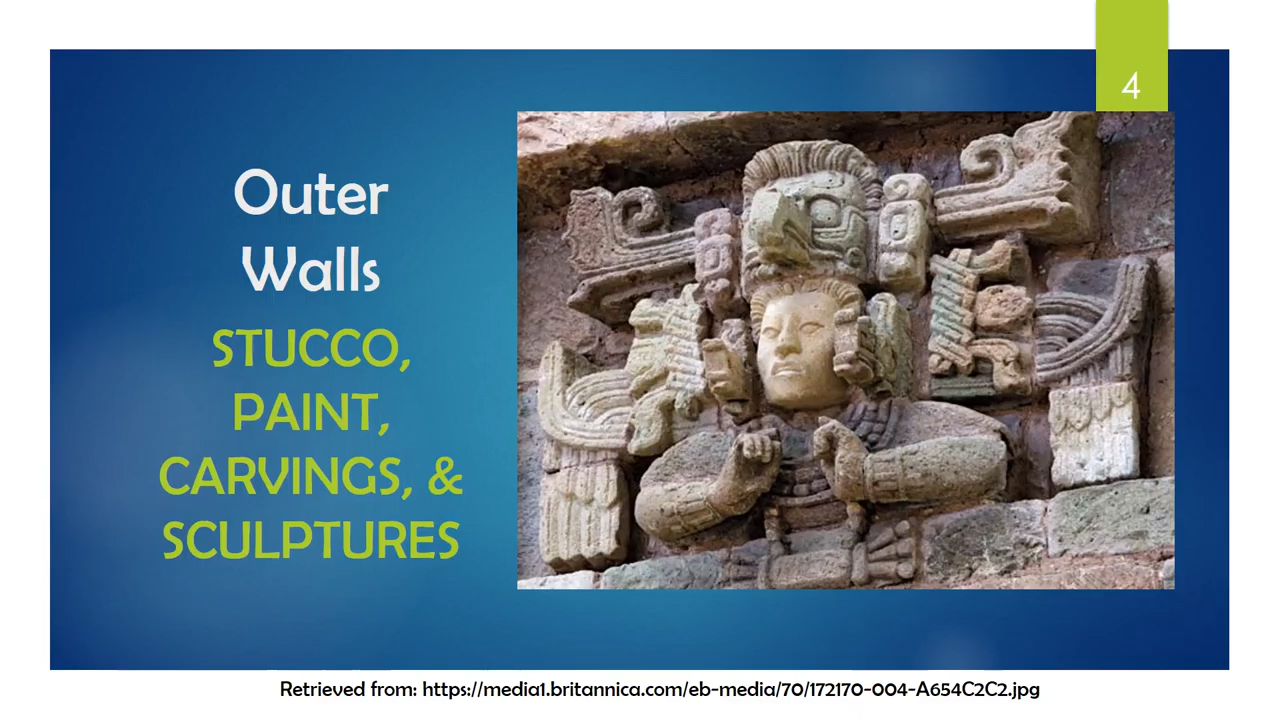 4
Outer
Walls
STUCCO,
PAINT,
CARVINGS, &
SCULPTURES
Retrieved from: https://media1.britannica.com/eb-media/70/172170-004-A654C2C2.jpg